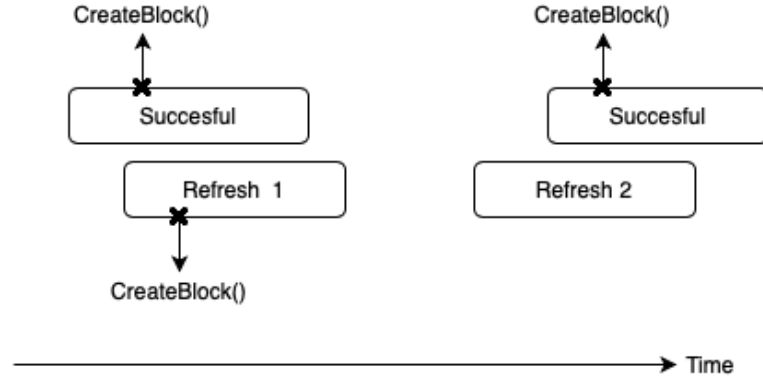 CreateBlock()
CreateBlock()
Succesful
Succesful
Refresh 1
Refresh 2
CreateBlock()
Time